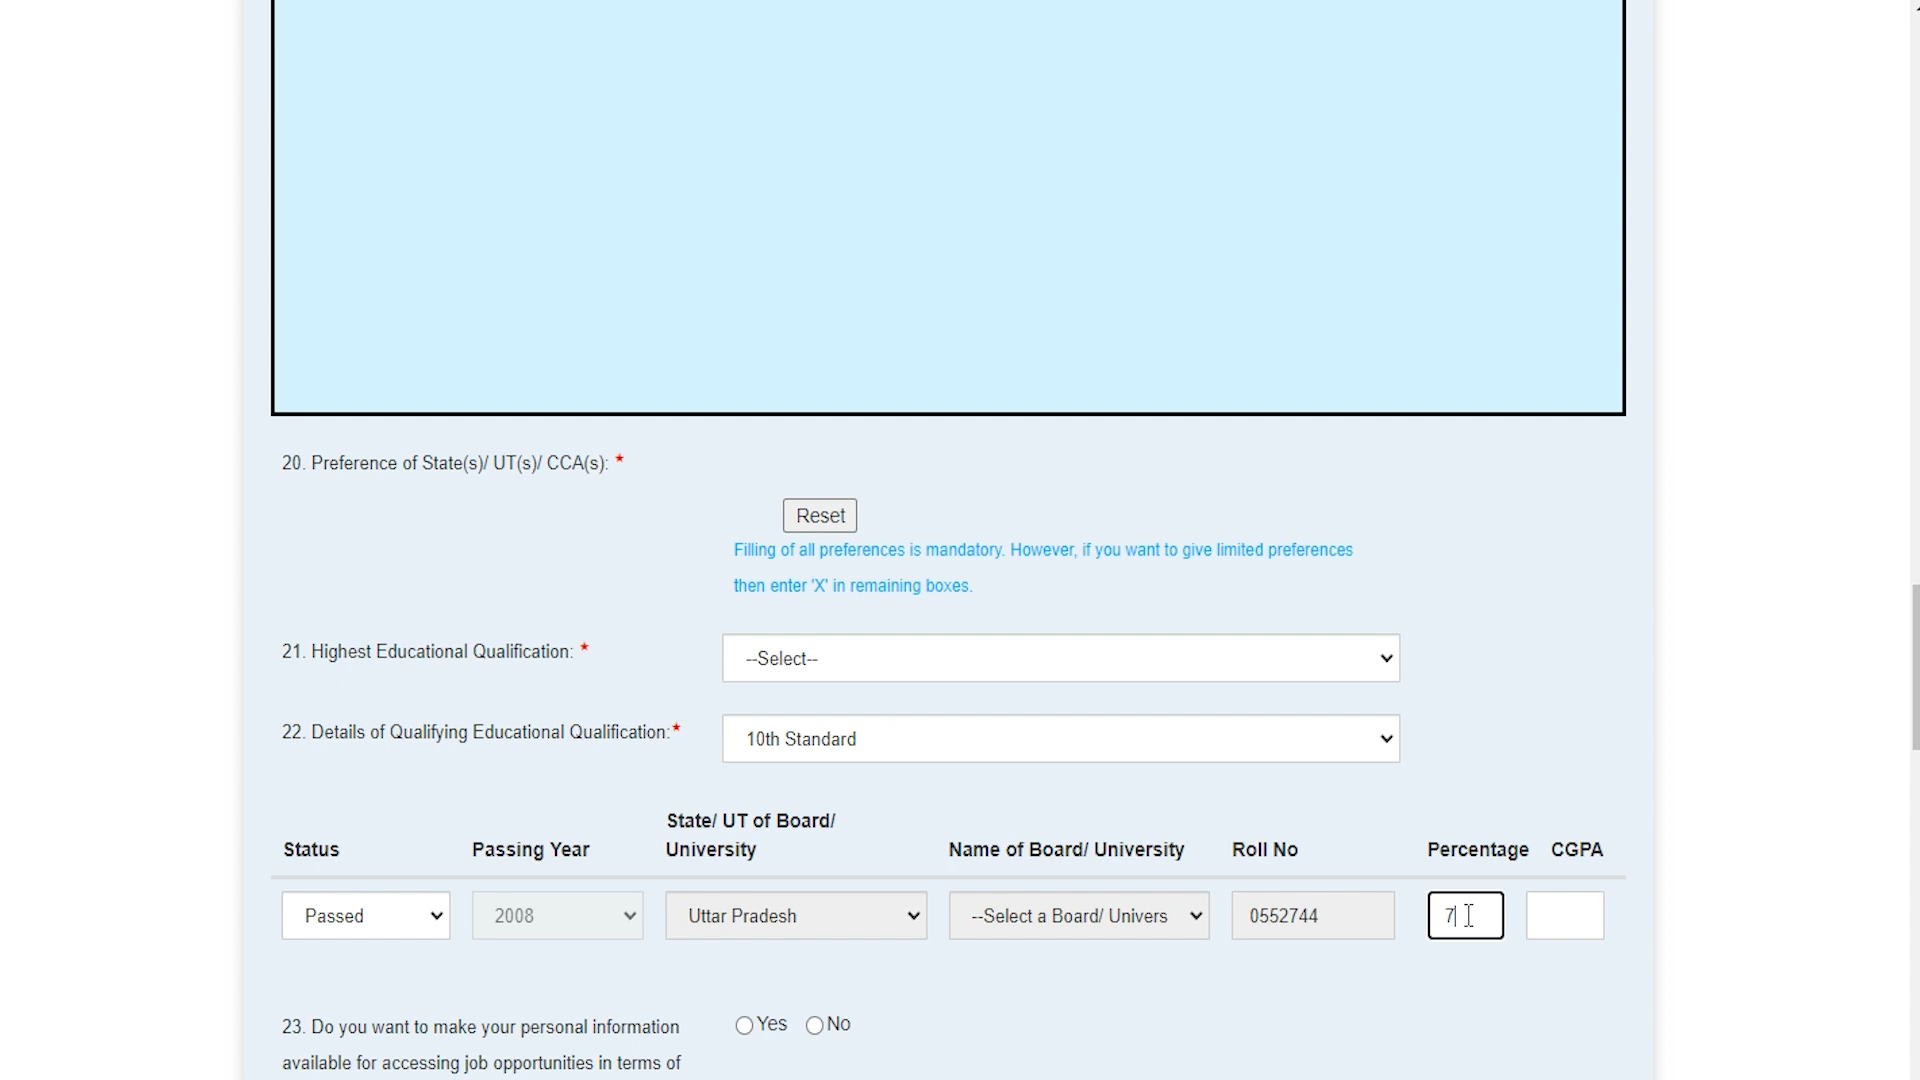 20. Preference of State(s)/ UT(s)/ CCA(s): *
Reset
Filling of all preferences is mandatory. However, if you want to give limited preferences
then enter 'X' in remaining boxes.
21. Highest Educational Qualification: *
--Select--
22. Details of Qualifying Educational Qualification:*
10th Standard
State/ UT of Board/
Status Passing Year University Name of Board/ University Roll No Percentage CGPA
Passed 2008 Uttar Pradesh --Select a Board/ Univers 0552744 7
23. Do you want to make your personal information Yes No
available for accessing job opportunities in terms of